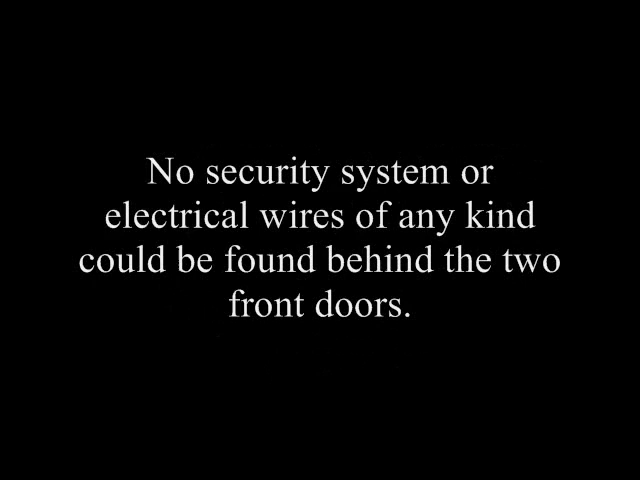 No security system or
electrical wires of any kind
could be found behind the two
front doors.